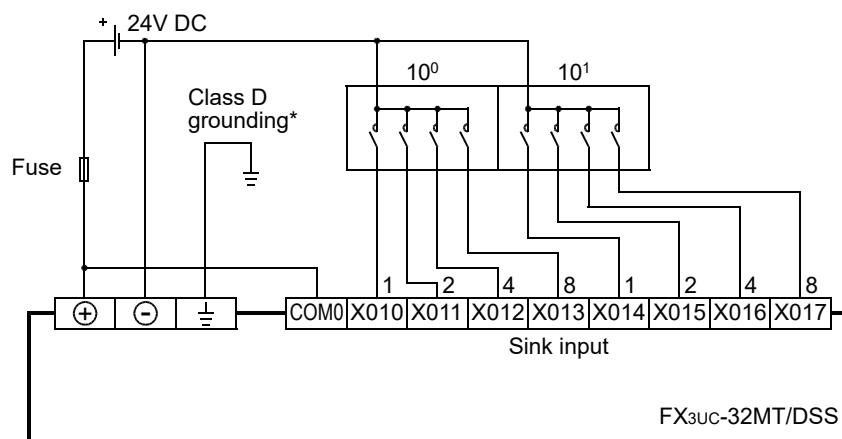 + 24V DC
10⁰ 10¹
Class D
grounding*
Fuse
1 2 4 8 1 2 4 8
+ - COM0 X010 X011 X012 X013 X014 X015 X016 X017
Sink input
FX3UC-32MT/DSS